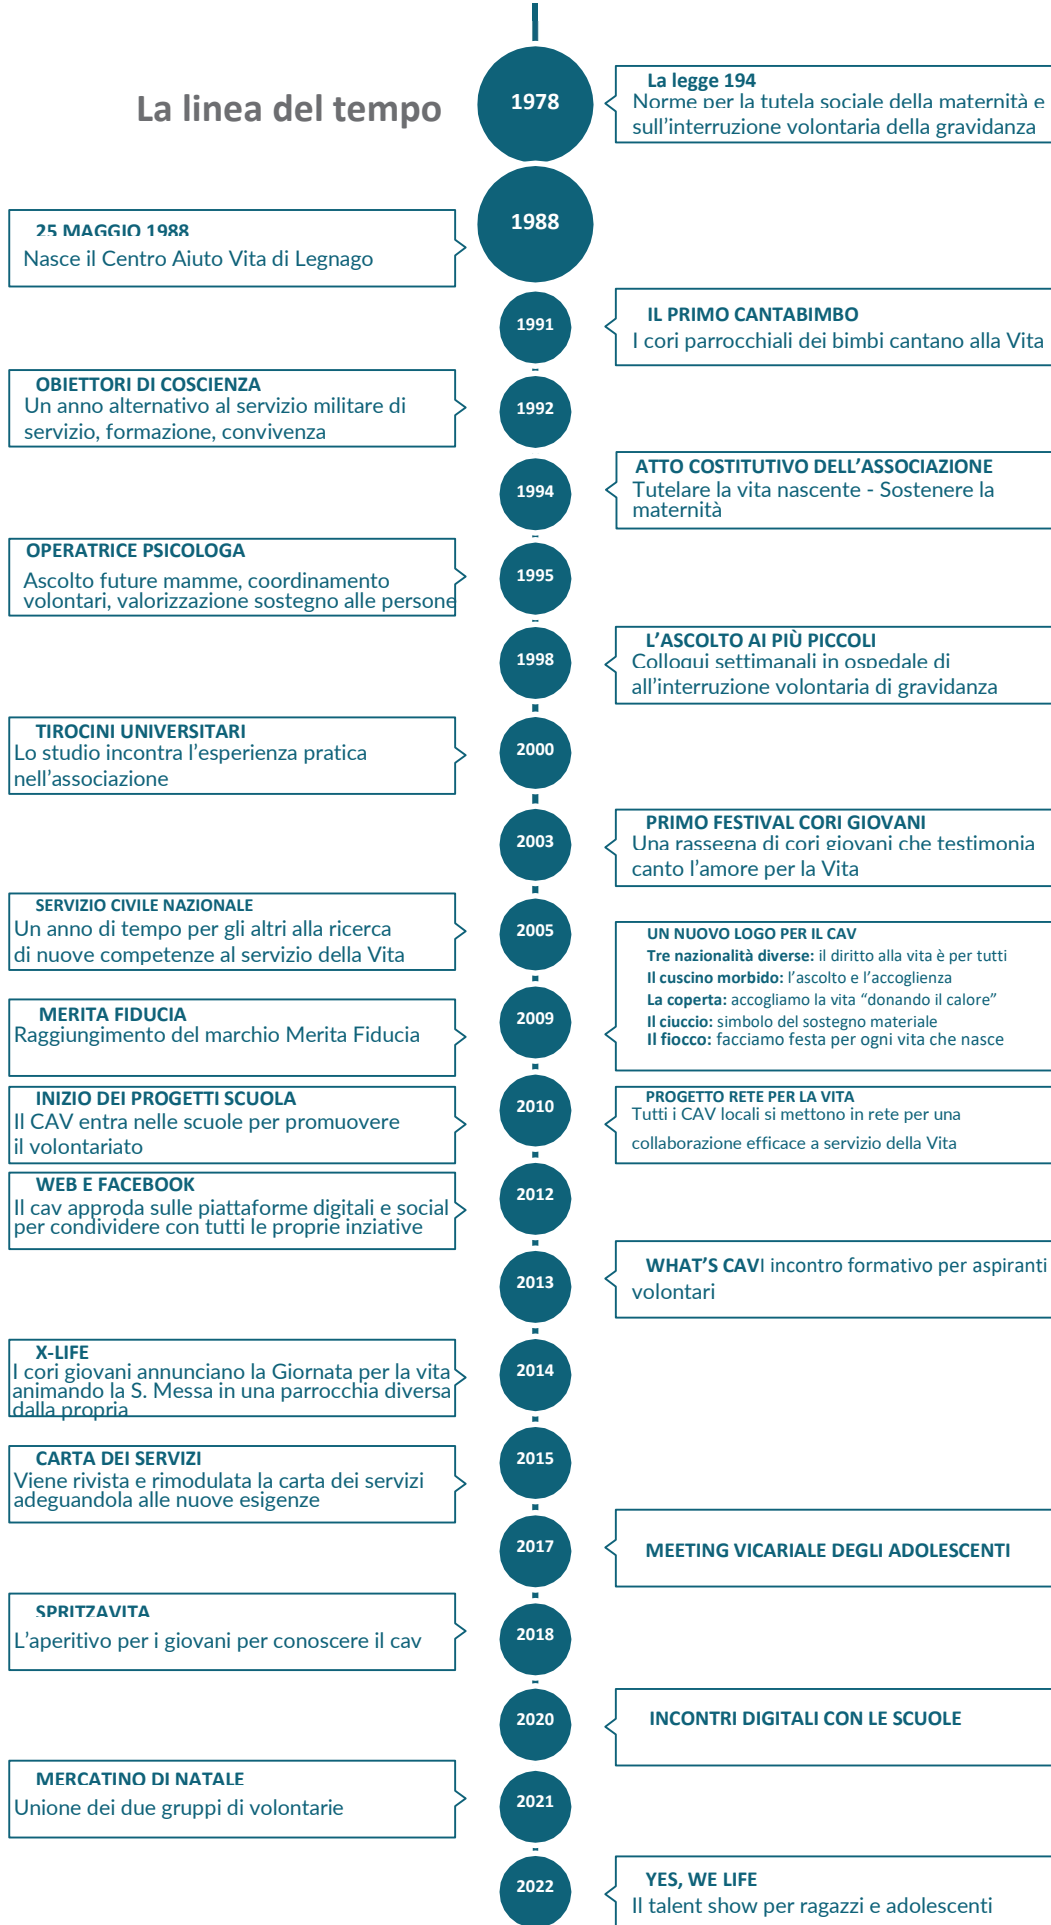 La linea del tempo
1978
La legge 194
Norme per la tutela sociale della maternità e
sull’interruzione volontaria della gravidanza
1988
25 MAGGIO 1988
Nasce il Centro Aiuto Vita di Legnago
1991
IL PRIMO CANTABIMBO
I cori parrocchiali dei bimbi cantano alla Vita
OBIETTORI DI COSCIENZA
Un anno alternativo al servizio militare di
servizio, formazione, convivenza
1992
1994
ATTO COSTITUTIVO DELL’ASSOCIAZIONE
Tutelare la vita nascente - Sostenere la
maternità
OPERATRICE PSICOLOGA
Ascolto future mamme, coordinamento
volontari, valorizzazione sostegno alle persone
1995
1998
L’ASCOLTO AI PIÙ PICCOLI
Colloqui settimanali in ospedale di
all’interruzione volontaria di gravidanza
TIROCINI UNIVERSITARI
Lo studio incontra l’esperienza pratica
nell’associazione
2000
2003
PRIMO FESTIVAL CORI GIOVANI
Una rassegna di cori giovani che testimonia
canto l’amore per la Vita
SERVIZIO CIVILE NAZIONALE
Un anno di tempo per gli altri alla ricerca
di nuove competenze al servizio della Vita
2005
UN NUOVO LOGO PER IL CAV
Tre nazionalità diverse: il diritto alla vita è per tutti
Il cuscino morbido: l’ascolto e l’accoglienza
La coperta: accogliamo la vita “donando il calore”
Il ciuccio: simbolo del sostegno materiale
Il fiocco: facciamo festa per ogni vita che nasce
MERITA FIDUCIA
Raggiungimento del marchio Merita Fiducia
2009
INIZIO DEI PROGETTI SCUOLA
Il CAV entra nelle scuole per promuovere
il volontariato
2010
PROGETTO RETE PER LA VITA
Tutti i CAV locali si mettono in rete per una
collaborazione efficace a servizio della Vita
WEB E FACEBOOK
Il cav approda sulle piattaforme digitali e social
per condividere con tutti le proprie inziative
2012
2013
WHAT’S CAVI incontro formativo per aspiranti
volontari
X-LIFE
I cori giovani annunciano la Giornata per la vita
animando la S. Messa in una parrocchia diversa
dalla propria
2014
CARTA DEI SERVIZI
Viene rivista e rimodulata la carta dei servizi
adeguandola alle nuove esigenze
2015
2017
MEETING VICARIALE DEGLI ADOLESCENTI
SPRITZAVITA
L’aperitivo per i giovani per conoscere il cav
2018
2020
INCONTRI DIGITALI CON LE SCUOLE
MERCATINO DI NATALE
Unione dei due gruppi di volontarie
2021
2022
YES, WE LIFE
Il talent show per ragazzi e adolescenti